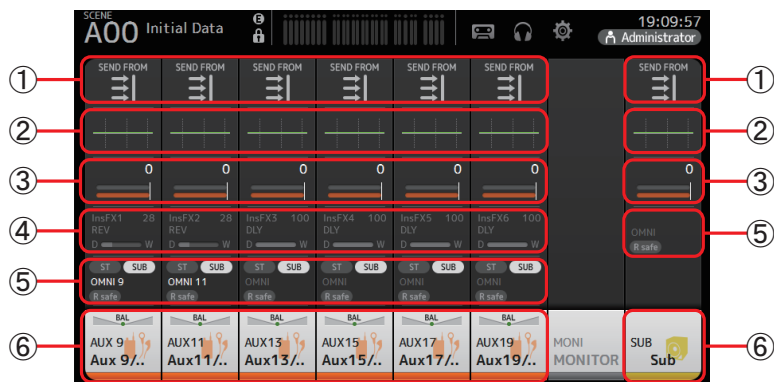 SCENE
A00 Initial Data
E
19:09:57
Administrator
① SEND FROM SEND FROM SEND FROM SEND FROM SEND FROM SEND FROM SEND FROM ①
② ②
③ 0 0 0 0 0 0 0 ③
④ InsFX1 28 InsFX2 28 InsFX3 100 InsFX4 100 InsFX5 100 InsFX6 100
REV REV DLY DLY DLY DLY
D W D W D W D W D W D W
OMNI ⑤
R safe
⑤ ST SUB ST SUB ST SUB ST SUB ST SUB ST SUB
OMNI 9 OMNI 11 OMNI OMNI OMNI OMNI
R safe R safe R safe R safe R safe R safe
BAL BAL BAL BAL BAL BAL
⑥ AUX 9 AUX11 AUX13 AUX15 AUX17 AUX19 MONI SUB ⑥
Aux 9/.. Aux11/.. Aux13/.. Aux15/.. Aux17/.. Aux19/.. MONITOR Sub